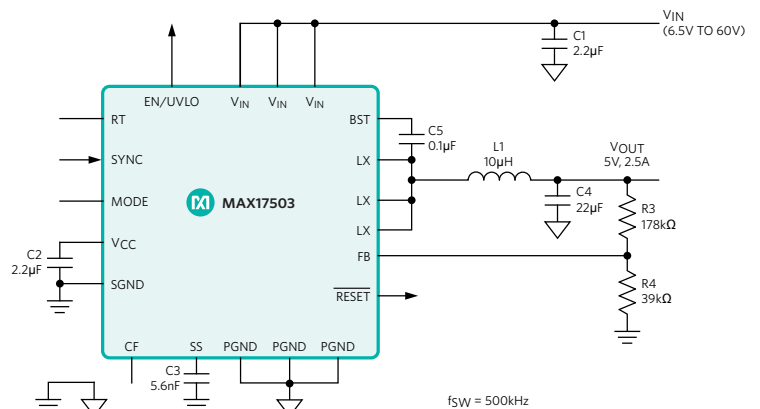 VIN
(6.5V TO 60V)
C1
2.2µF
EN/UVLO
VIN
VIN
VIN
RT
BST
C5
0.1µF
SYNC
LX
L1
10µH
VOUT
5V, 2.5A
MODE
MAX17503
LX
C4
22µF
R3
178kΩ
LX
VCC
C2
2.2µF
FB
SGND
RESET
R4
39kΩ
CF
SS
PGND
PGND
PGND
C3
5.6nF
fSW = 500kHz